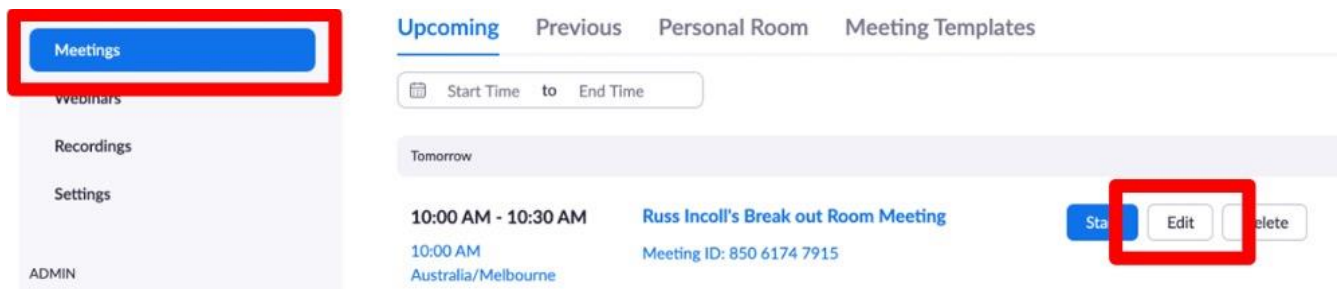 Meetings
Webinars
Recordings
Settings
ADMIN
Upcoming Previous Personal Room Meeting Templates
Start Time to End Time
Tomorrow
10:00 AM - 10:30 AM Russ Incoll's Break out Room Meeting Edit
10:00 AM Meeting ID: 850 6174 7915
Australia/Melbourne